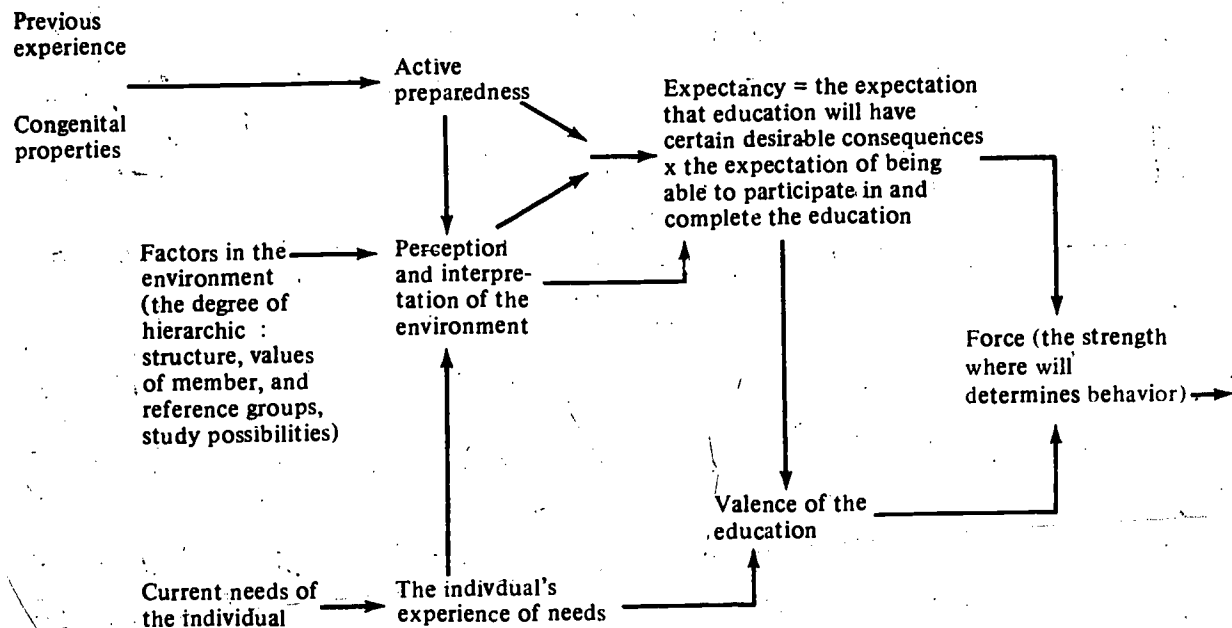 Previous
experience
Congenital
properties
Active
preparedness
Expectancy = the expectation
that education will have
certain desirable consequences
x the expectation of being
able to participate in and
complete the education
Factors in the
environment
(the degree of
hierarchic :
structure, values
of member, and
reference groups,
study possibilities)
Perception
and interpre-
tation of the
environment
Force (the strength
where will
determines behavior)
Valence of the
education
Current needs of
the individual
The indivdual's
experience of needs